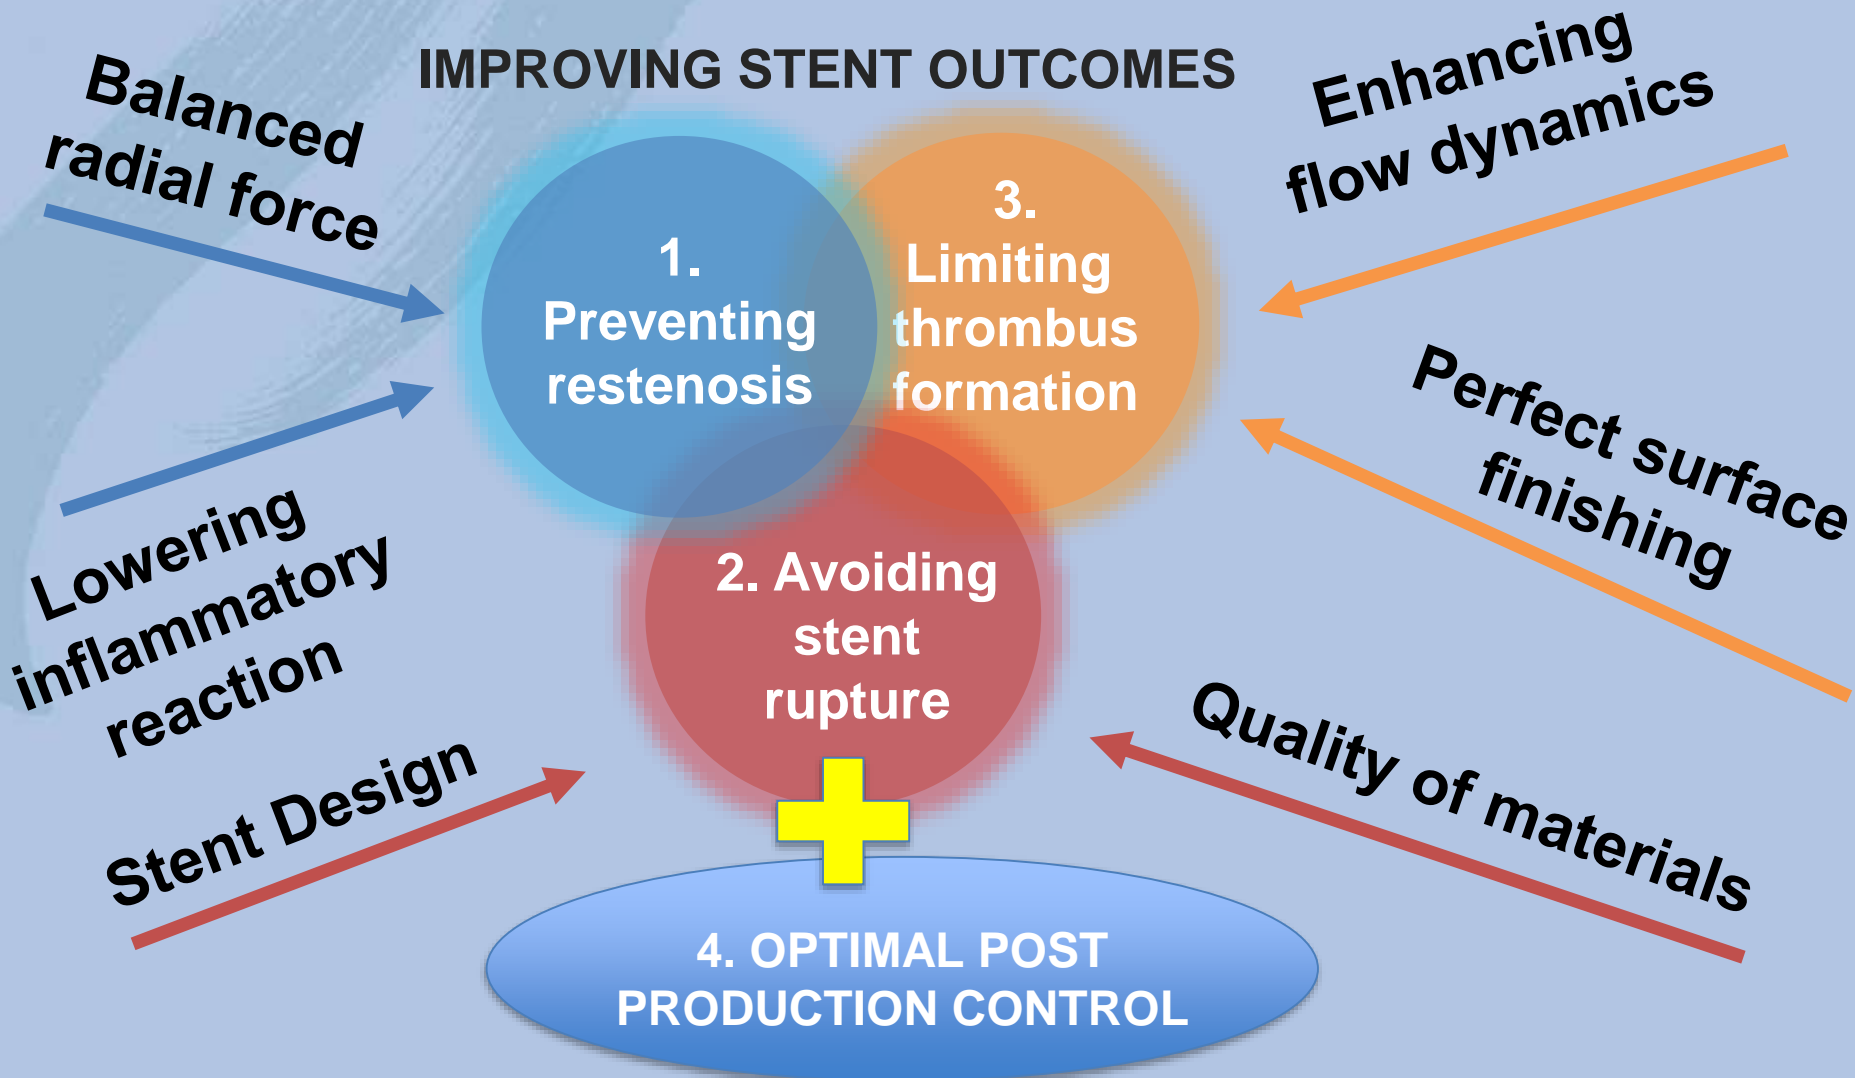 IMPROVING STENT OUTCOMES
Balanced
radial force
Enhancing
flow dynamics
1.
Preventing
restenosis
3.
Limiting
thrombus
formation
Lowering
inflammatory
reaction
Perfect surface
finishing
2. Avoiding
stent
rupture
Stent Design
Quality of materials
4. OPTIMAL POST
PRODUCTION CONTROL